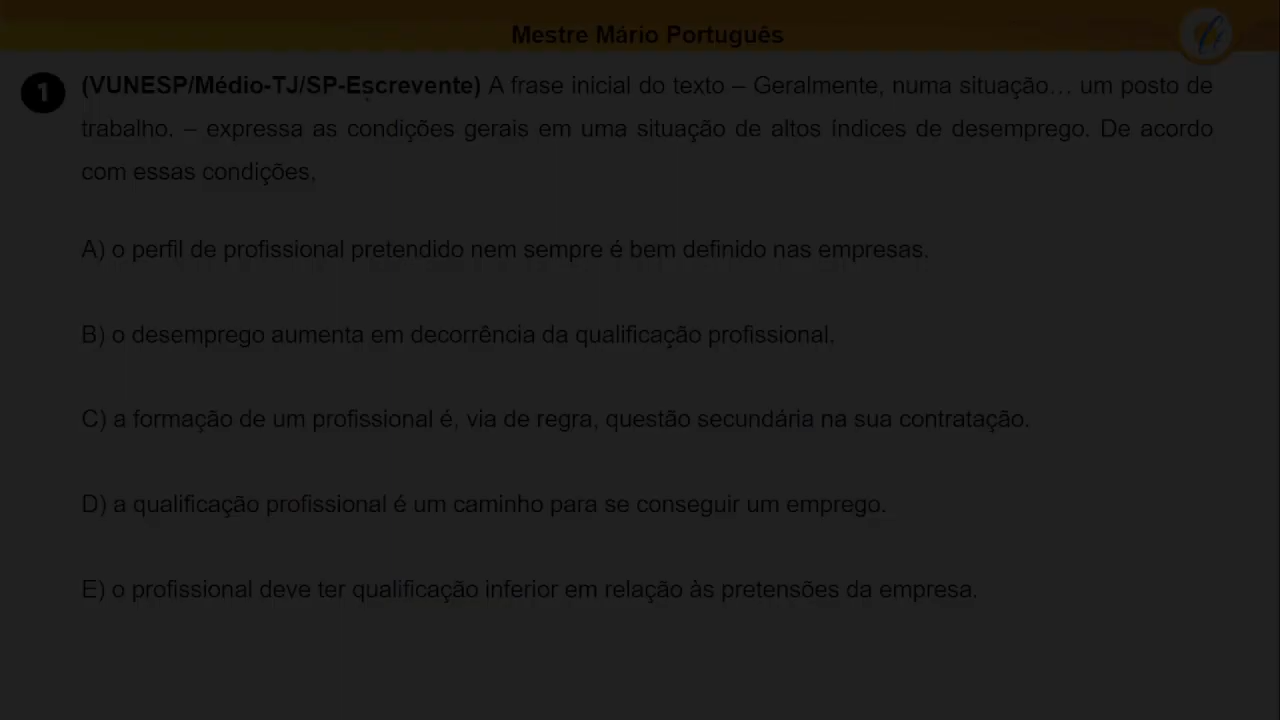 Mestre Mário Português
1
(VUNESP/Médio-TJ/SP-Escrevente) A frase inicial do texto – Geralmente, numa situação… um posto de
trabalho. – expressa as condições gerais em uma situação de altos índices de desemprego. De acordo
com essas condições,
A) o perfil de profissional pretendido nem sempre é bem definido nas empresas.
B) o desemprego aumenta em decorrência da qualificação profissional.
C) a formação de um profissional é, via de regra, questão secundária na sua contratação.
D) a qualificação profissional é um caminho para se conseguir um emprego.
E) o profissional deve ter qualificação inferior em relação às pretensões da empresa.